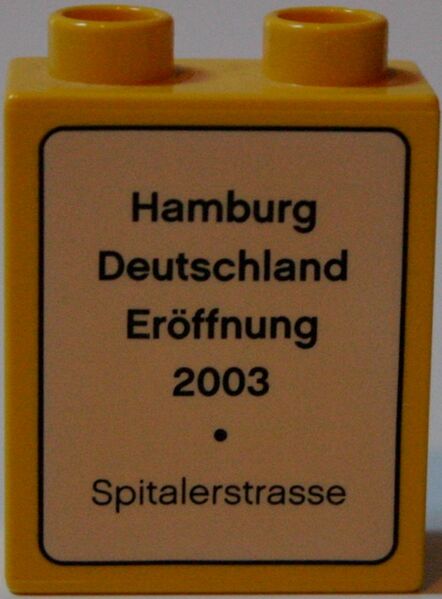 Hamburg
Deutschland
Eröffnung
2003
•
Spitalerstrasse